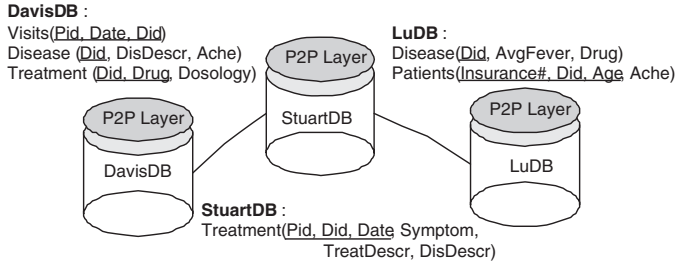 DavisDB :
Visits(Pid, Date, Did)
Disease (Did, DisDescr, Ache)
Treatment (Did, Drug, Dosology)
P2P Layer
StuartDB
LuDB :
Disease(Did, AvgFever, Drug)
Patients(Insurance#, Did, Age, Ache)
P2P Layer
DavisDB
P2P Layer
LuDB
StuartDB :
Treatment(Pid, Did, Date, Symptom,
TreatDescr, DisDescr)